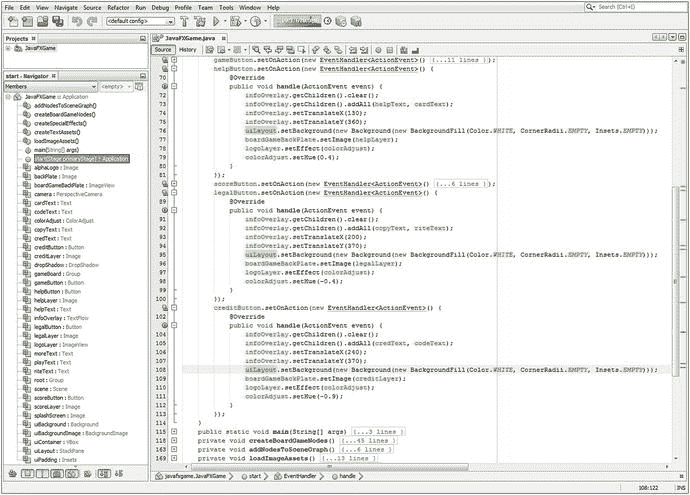 File Edit View Navigate Source Refactor Run Debug Profile Team Tools Window Help
Search (Ctrl+I)
<default config>
Projects
JavaFXGame
start - Navigator
Members
<empty>
JavaFXGame :: Application
addNodesToSceneGraph()
createBoardGameNodes()
createSpecialEffects()
createTextAssets()
loadImageAssets()
main(String[] args)
start(Stage primaryStage) ↑ Application
alphaLogo : Image
backPlate : Image
boardGameBackPlate : ImageView
camera : PerspectiveCamera
cardText : Text
codeText : Text
colorAdjust : ColorAdjust
copyText : Text
credText : Text
creditButton : Button
creditLayer : Image
dropShadow : DropShadow
gameBoard : Group
gameButton : Button
helpButton : Button
helpLayer : Image
helpText : Text
infoOverlay : TextFlow
legalButton : Button
legalLayer : Image
logoLayer : ImageView
moreText : Text
playText : Text
riteText : Text
root : Group
scene : Scene
scoreButton : Button
scoreLayer : Image
splashScreen : Image
uiBackground : Background
uiBackgroundImage : BackgroundImage
uiContainer : VBox
uiLayout : StackPane
uiPadding : Insets
JavaFXGame.java
Source History
gameButton.setOnAction(new EventHandler<ActionEvent>() {...11 lines });
helpButton.setOnAction(new EventHandler<ActionEvent>() {
70 @Override
public void handle(ActionEvent event) {
72 infoOverlay.getChildren().clear();
73 infoOverlay.getChildren().addAll(helpText, cardText);
74 infoOverlay.setTranslateX(130);
75 infoOverlay.setTranslateY(360);
76 uiLayout.setBackground(new Background(new BackgroundFill(Color.WHITE, CornerRadii.EMPTY, Insets.EMPTY)));
77 boardGameBackPlate.setImage(helpLayer);
78 logoLayer.setEffect(colorAdjust);
79 colorAdjust.setHue(0.4);
80 }
81 });
scoreButton.setOnAction(new EventHandler<ActionEvent>() {...6 lines });
legalButton.setOnAction(new EventHandler<ActionEvent>() {
89 @Override
public void handle(ActionEvent event) {
91 infoOverlay.getChildren().clear();
92 infoOverlay.getChildren().addAll(copyText, riteText);
93 infoOverlay.setTranslateX(200);
94 infoOverlay.setTranslateY(370);
95 uiLayout.setBackground(new Background(new BackgroundFill(Color.WHITE, CornerRadii.EMPTY, Insets.EMPTY)));
96 boardGameBackPlate.setImage(legalLayer);
97 logoLayer.setEffect(colorAdjust);
98 colorAdjust.setHue(-0.4);
99 }
100 });
creditButton.setOnAction(new EventHandler<ActionEvent>() {
102 @Override
public void handle(ActionEvent event) {
104 infoOverlay.getChildren().clear();
105 infoOverlay.getChildren().addAll(credText, codeText);
106 infoOverlay.setTranslateX(240);
107 infoOverlay.setTranslateY(370);
108 uiLayout.setBackground(new Background(new BackgroundFill(Color.WHITE, CornerRadii.EMPTY, Insets.EMPTY)));
109 boardGameBackPlate.setImage(creditLayer);
110 logoLayer.setEffect(colorAdjust);
111 colorAdjust.setHue(-0.9);
112 }
113 });
114 }
115 public static void main(String[] args) {...3 lines }
118 private void createBoardGameNodes() {...45 lines }
163 private void addNodesToSceneGraph() {...6 lines }
169 private void loadImageAssets() {...13 lines }
javafxgame.JavaFXGame start EventHandler handle
108:122 INS